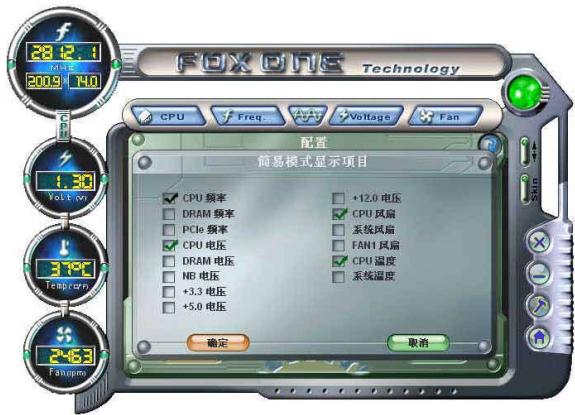 2812.1
MHz
200.9 × 14.0
FOX ONE Technology
CPU Freq. Voltage Fan
CPU
配置
简易模式显示项目
1.30
Volt (v)
Skin
CPU 频率
DRAM 频率
PCIe 频率
CPU 电压
DRAM 电压
NB 电压
+3.3 电压
+5.0 电压
+12.0 电压
CPU 风扇
系统风扇
FAN1 风扇
CPU 温度
系统温度
37°C
2463
Fan(rpm)
确定 取消